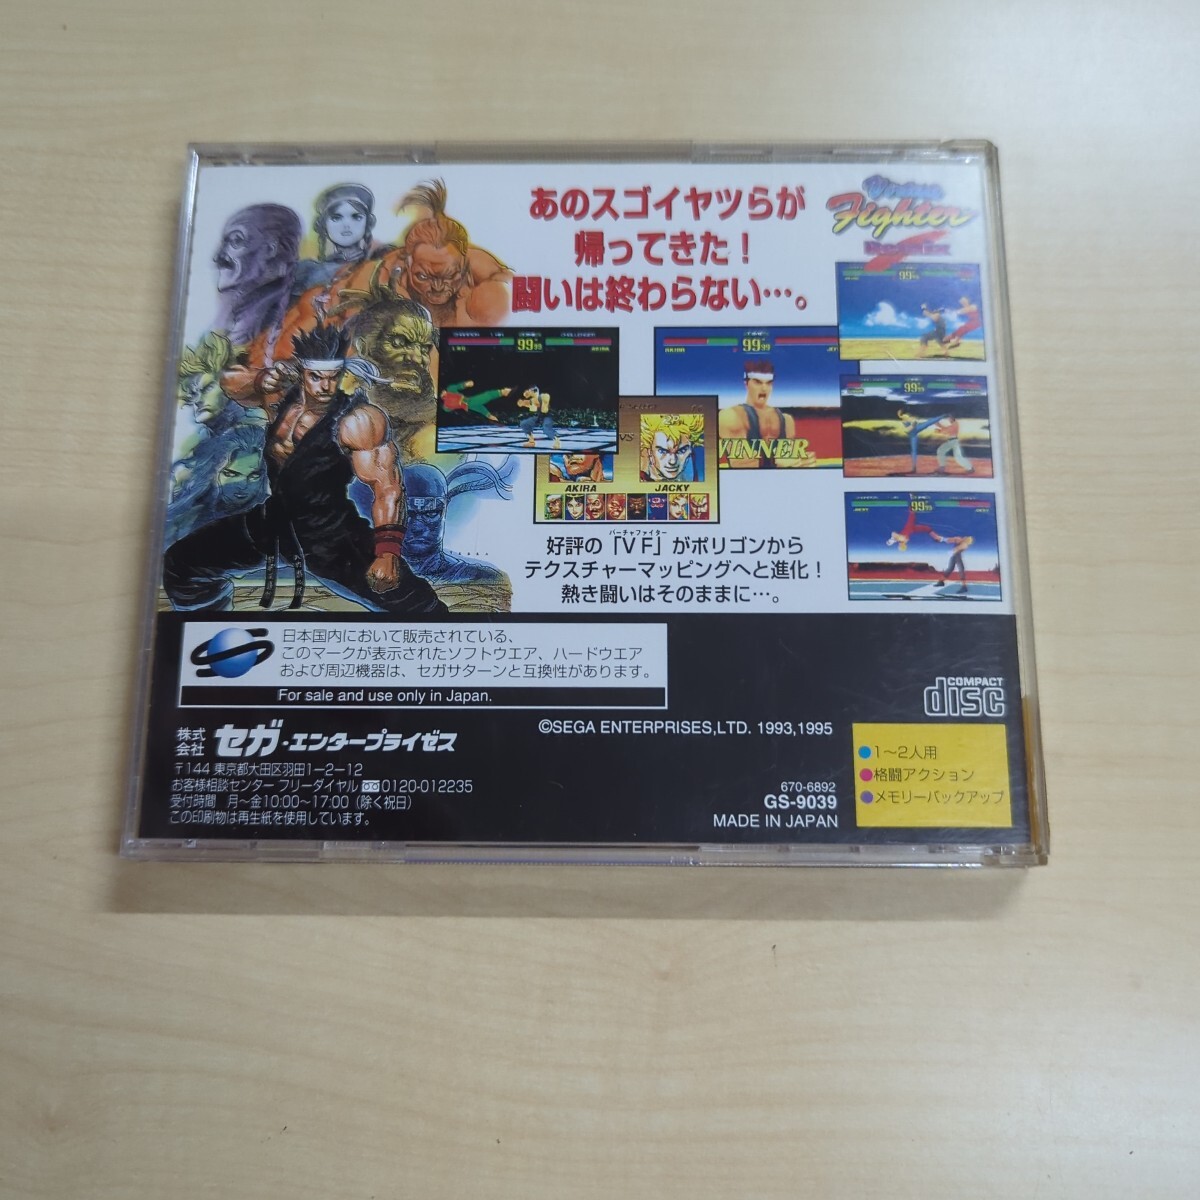 あのスゴイヤツらが
帰ってきた！
闘いは終わらない…。
Virtua
Fighter
99
99
AKIRA
99
99
WINNER
VS
AKIRA
JACKY
99
99
99
バーチャファイター
好評の「VF」がポリゴンから
テクスチャーマッピングへと進化！
熱き闘いはそのままに…。
日本国内において販売されている、
このマークが表示されたソフトウエア、ハードウエア
および周辺機器は、セガサターンと互換性があります。
For sale and use only in Japan.
COMPACT
disc
株式会社 セガ・エンタープライゼス
〒144 東京都大田区羽田1－2－12
お客様相談センター フリーダイヤル 0120-012235
受付時間 月～金10:00～17:00（除く祝日）
この印刷物は再生紙を使用しています。
©SEGA ENTERPRISES,LTD. 1993,1995
670-6892
GS-9039
MADE IN JAPAN
●1～2人用
●格闘アクション
●メモリーバックアップ